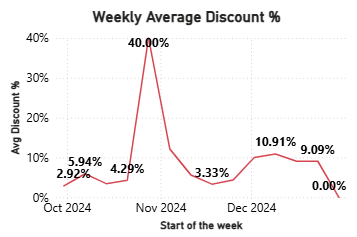 Weekly Average Discount %
40.00%
40%
30%
20%
10%
0%
Avg Discount %
2.92%
5.94%
4.29%
3.33%
10.91%
9.09%
0.00%
Oct 2024
Nov 2024
Dec 2024
Start of the week